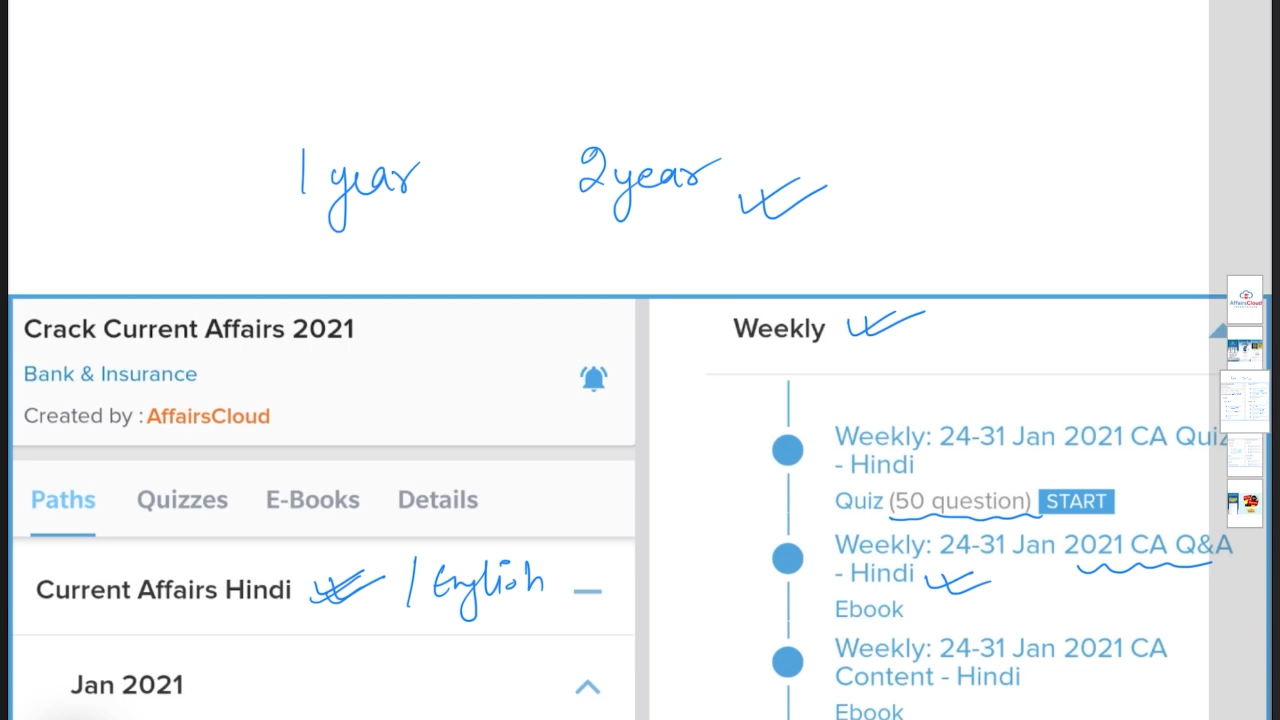 1 year 2 year
Crack Current Affairs 2021
Bank & Insurance
Created by : AffairsCloud
Paths Quizzes E-Books Details
Current Affairs Hindi / English
Jan 2021
Weekly
Weekly: 24-31 Jan 2021 CA Quiz
- Hindi
Quiz (50 question) START
Weekly: 24-31 Jan 2021 CA Q&A
- Hindi
Ebook
Weekly: 24-31 Jan 2021 CA
Content - Hindi
Ebook
AffairsCloud